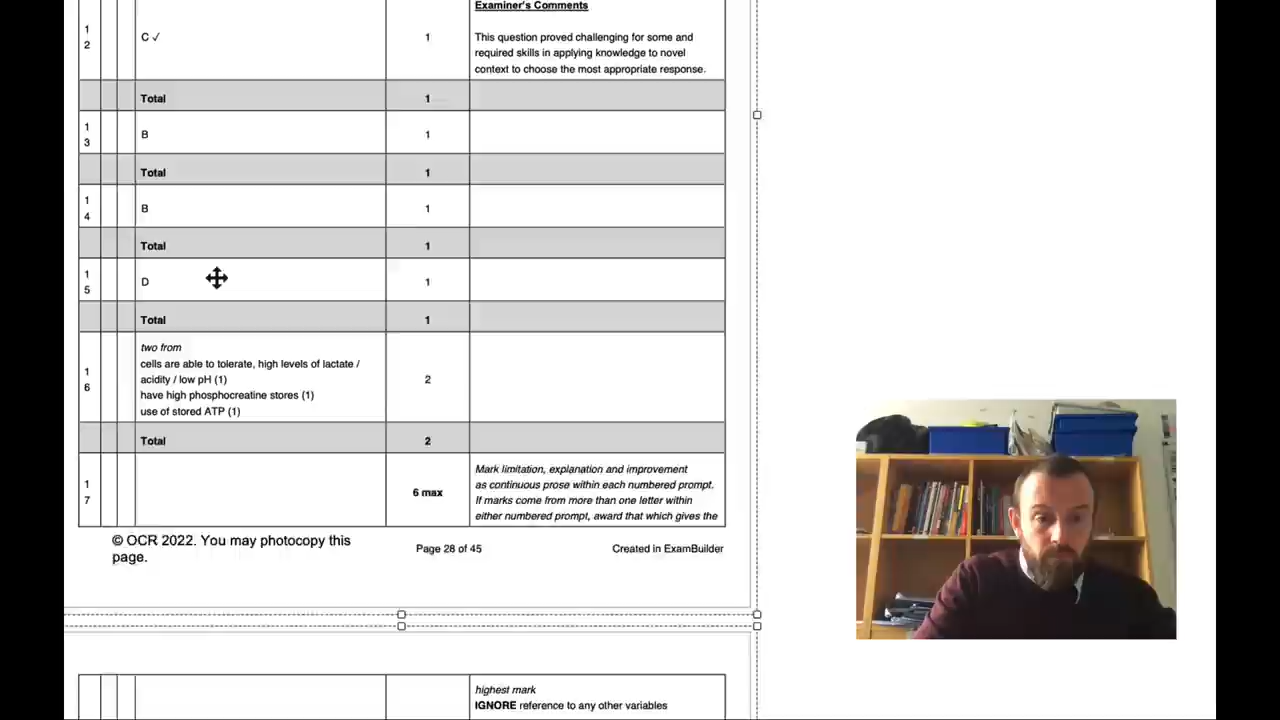 Examiner's Comments
1
2
C ✓
1
This question proved challenging for some and
required skills in applying knowledge to novel
context to choose the most appropriate response.
Total
1
1
3
B
1
Total
1
1
4
B
1
Total
1
1
5
D
1
Total
1
1
6
two from
cells are able to tolerate, high levels of lactate /
acidity / low pH (1)
have high phosphocreatine stores (1)
use of stored ATP (1)
2
Total
2
1
7
6 max
Mark limitation, explanation and improvement
as continuous prose within each numbered prompt.
If marks come from more than one letter within
either numbered prompt, award that which gives the
© OCR 2022. You may photocopy this
page.
Page 28 of 45
Created in ExamBuilder
highest mark
IGNORE reference to any other variables